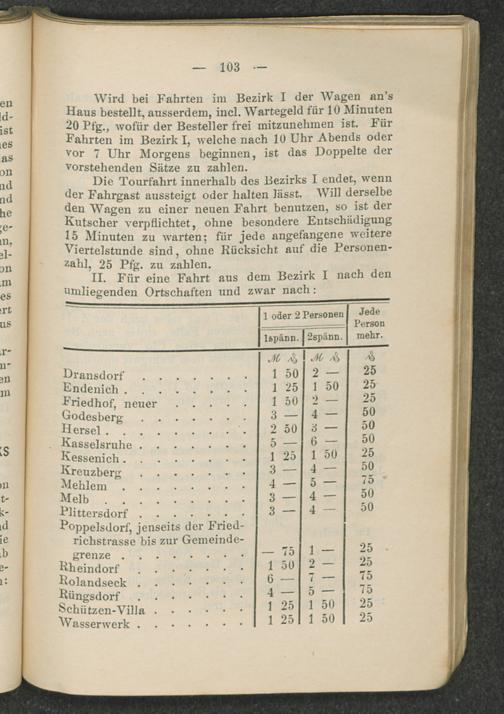 — 103 —
Wird bei Fahrten im Bezirk I der Wagen an's
Haus bestellt, ausserdem, incl. Wartegeld für 10 Minuten
20 Pfg., wofür der Besteller frei mitzunehmen ist. Für
Fahrten im Bezirk I, welche nach 10 Uhr Abends oder
vor 7 Uhr Morgens beginnen, ist das Doppelte der
vorstehenden Sätze zu zahlen.
Die Tourfahrt innerhalb des Bezirks I endet, wenn
der Fahrgast aussteigt oder halten lässt. Will derselbe
den Wagen zu einer neuen Fahrt benutzen, so ist der
Kutscher verpflichtet, ohne besondere Entschädigung
15 Minuten zu warten; für jede angefangene weitere
Viertelstunde sind, ohne Rücksicht auf die Personen-
zahl, 25 Pfg. zu zahlen.
II. Für eine Fahrt aus dem Bezirk I nach den
umliegenden Ortschaften und zwar nach:
1 oder 2 Personen Jede Person mehr.
1spänn. 2spänn.
ℳ ₰ ℳ ₰ ₰
Dransdorf . . . . . . . 1 50 2 — 25
Endenich . . . . . . . 1 25 1 50 25
Friedhof, neuer . . . . . 1 50 2 — 25
Godesberg . . . . . . . 3 — 4 — 50
Hersel . . . . . . . . 2 50 3 — 50
Kasselsruhe . . . . . . 5 — 6 — 50
Kessenich . . . . . . . 1 25 1 50 25
Kreuzberg . . . . . . . 3 — 4 — 50
Mehlem . . . . . . . 4 — 5 — 75
Melb . . . . . . . . 3 — 4 — 50
Plittersdorf . . . . . . 3 — 4 — 50
Poppelsdorf, jenseits der Fried-
richstrasse bis zur Gemeinde-
grenze . . . . . . . — 75 1 — 25
Rheindorf . . . . . . . 1 50 2 — 25
Rolandseck . . . . . . 6 — 7 — 75
Rüngsdorf . . . . . . . 4 — 5 — 75
Schützen-Villa . . . . . . 1 25 1 50 25
Wasserwerk . . . . . . . 1 25 1 50 25